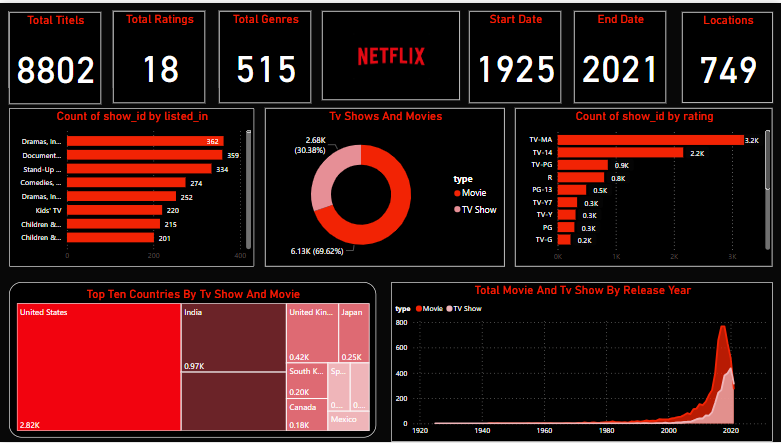 Total Titels
8802
Total Ratings
18
Total Genres
515
NETFLIX
Start Date
1925
End Date
2021
Locations
749
Count of show_id by listed_in
Dramas, In...
362
Document...
359
Stand-Up ...
334
Comedies, ...
274
Dramas, In...
252
Kids' TV
220
Children &...
215
Children &...
201
0
200
400
Tv Shows And Movies
2.68K
(30.38%)
6.13K (69.62%)
type
Movie
TV Show
Count of show_id by rating
TV-MA
3.2K
TV-14
2.2K
TV-PG
0.9K
R
0.8K
PG-13
0.5K
TV-Y7
0.3K
TV-Y
0.3K
PG
0.3K
TV-G
0.2K
0K
1K
2K
3K
Top Ten Countries By Tv Show And Movie
United States
2.82K
India
0.97K
United Kin...
0.42K
Japan
0.25K
South K...
0.20K
Canada
0.18K
Sp...
0...
0...
Mexico
Total Movie And Tv Show By Release Year
type Movie TV Show
800
600
400
200
0
1920
1940
1960
1980
2000
2020